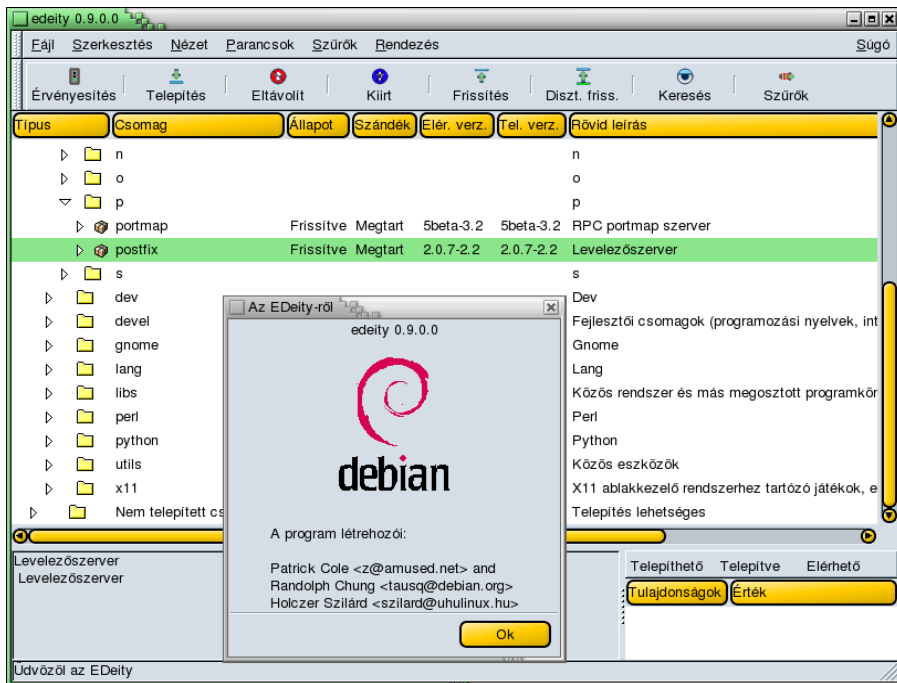 edeity 0.9.0.0
Fájl Szerkesztés Nézet Parancsok Szűrők Rendezés Súgó
Érvényesítés Telepítés Eltávolít Kiirt Frissítés Diszt. friss. Keresés Szűrők
Típus Csomag Állapot Szándék Elér. verz. Tel. verz. Rövid leírás
n n
o o
p p
portmap Frissítve Megtart 5beta-3.2 5beta-3.2 RPC portmap szerver
postfix Frissítve Megtart 2.0.7-2.2 2.0.7-2.2 Levelezőszerver
s s
dev Dev
devel Fejlesztői csomagok (programozási nyelvek, int
gnome Gnome
lang Lang
libs Közös rendszer és más megosztott programkör
perl Perl
python Python
utils Közös eszközök
x11 X11 ablakkezelő rendszerhez tartózó játékok, e
Nem telepített cs Telepítés lehetséges
Az EDeity-ről
edeity 0.9.0.0
debian
A program létrehozói:
Patrick Cole <z@amused.net> and
Randolph Chung <tausq@debian.org>
Holczer Szilárd <szilard@uhulinux.hu>
Ok
Levelezőszerver
Levelezőszerver
Telepíthető Telepítve Elérhető
Tulajdonságok Érték
Üdvözöl az EDeity